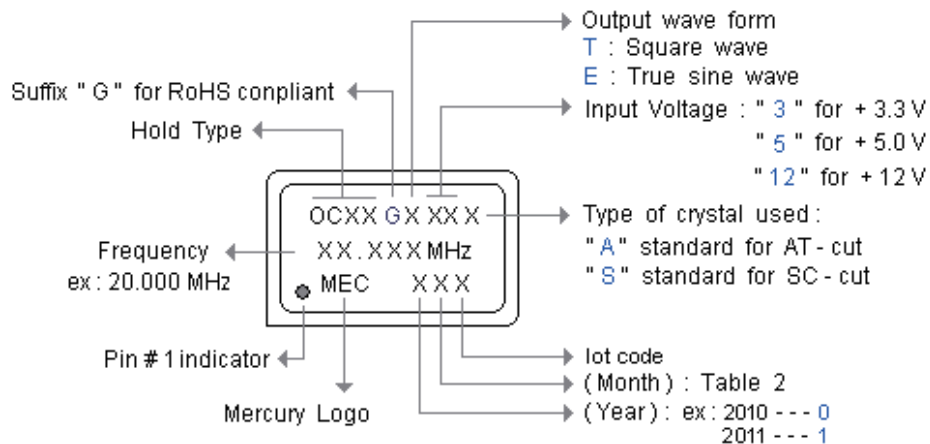 Output wave form
T : Square wave
E : True sine wave
Suffix " G " for RoHS conpliant
Input Voltage : " 3 " for + 3.3 V
Hold Type
" 5 " for + 5.0 V
" 12" for + 12 V
OCXX GX XX X
Type of crystal used :
XX.XXX MHz
" A" standard for AT - cut
Frequency
ex : 20.000 MHz
" S" standard for SC - cut
MEC XXX
Pin # 1 indicator
lot code
(Month) : Table 2
Mercury Logo
(Year) : ex : 2010 - - - 0
2011 - - - 1